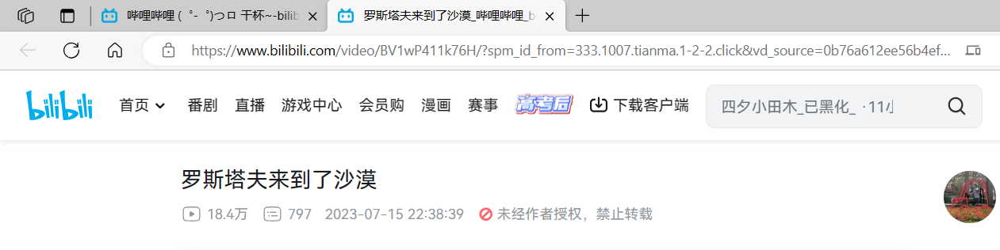 哔哩哔哩 (゜-゜)つロ 干杯~-bilib
罗斯塔夫来到了沙漠_哔哩哔哩_b
https://www.bilibili.com/video/BV1wP411k76H/?spm_id_from=333.1007.tianma.1-2-2.click&vd_source=0b76a612ee56b4ef...
bilibili 首页 番剧 直播 游戏中心 会员购 漫画 赛事 高考后 下载客户端 四夕小田木_已黑化_ · 11小
罗斯塔夫来到了沙漠
18.4万 797 2023-07-15 22:38:39 未经作者授权，禁止转载